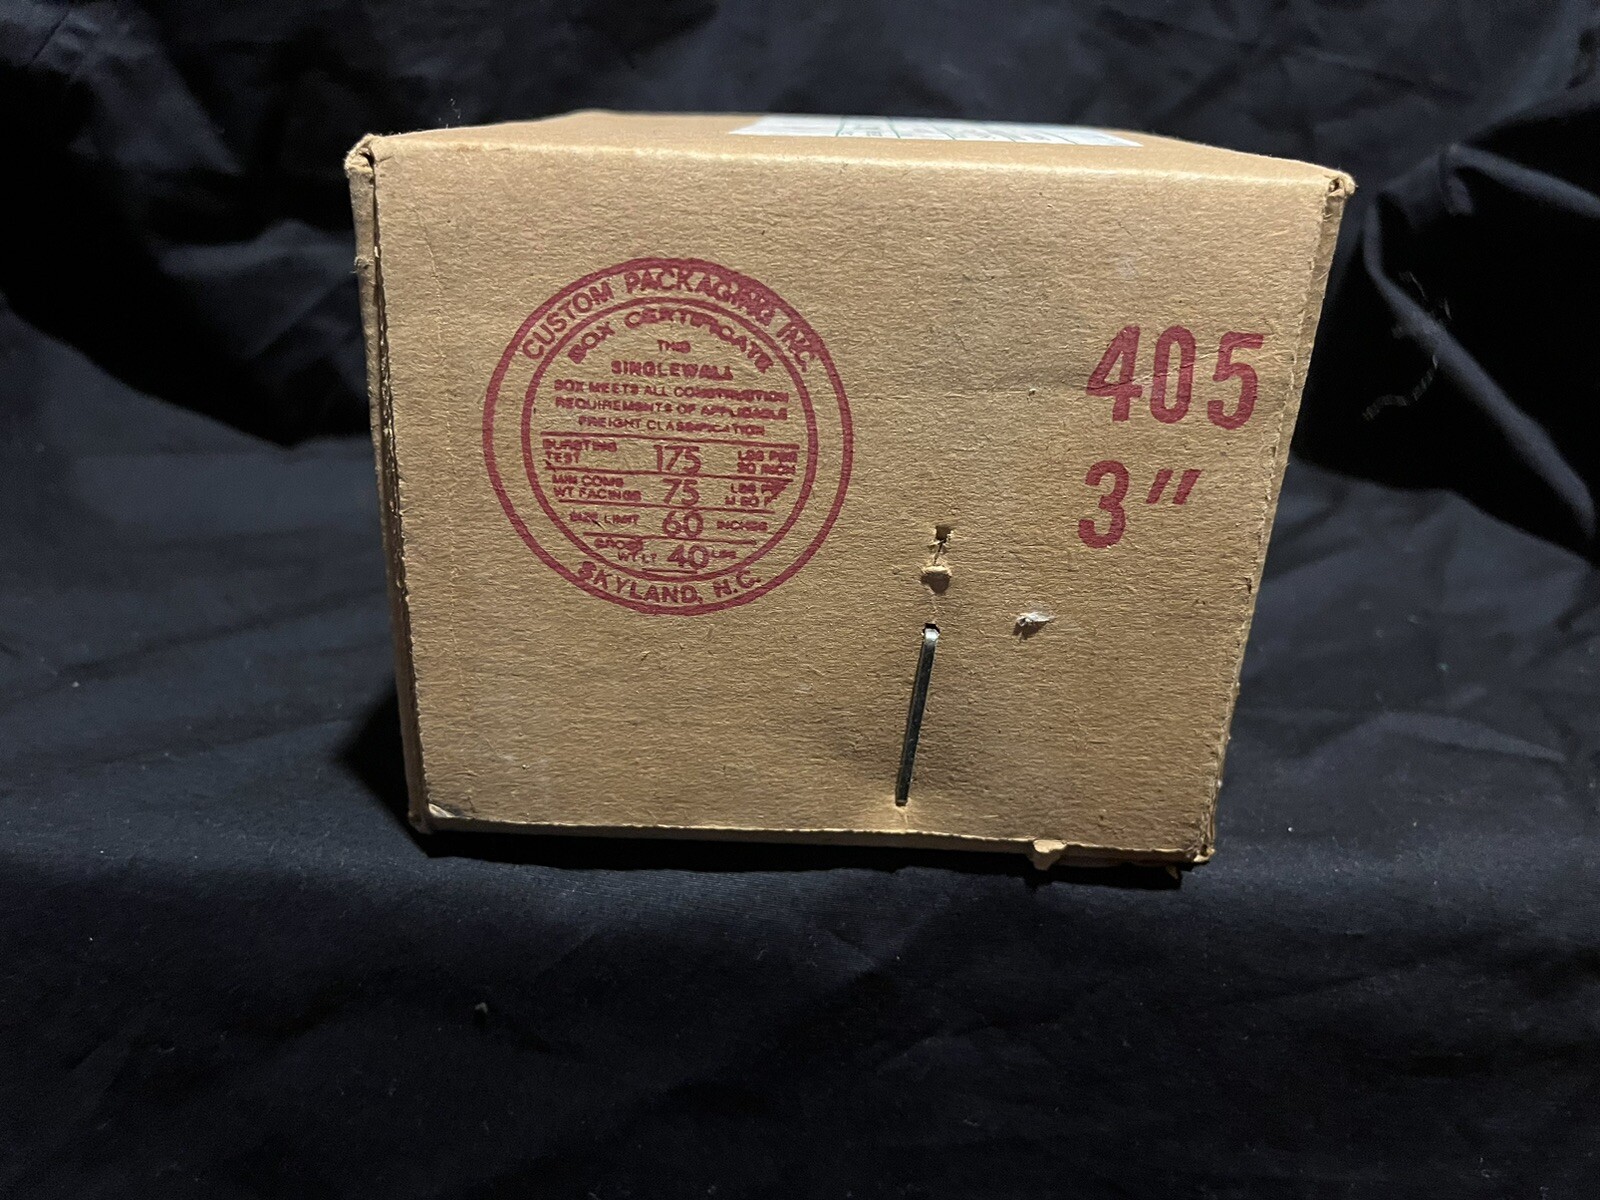 CUSTOM PACKAGING INC.
BOX CERTIFICATE
THIS
SINGLEWALL
BOX MEETS ALL CONSTRUCTION
REQUIREMENTS OF APPLICABLE
FREIGHT CLASSIFICATION
BURSTING TEST 175 LBS PER SQ INCH
MIN COMB WT FACINGS 75 LBS PER M SQ FT
SIZE LIMIT 60 INCHES
GROSS WT LT 40 LBS
SKYLAND, N.C.
405
3"